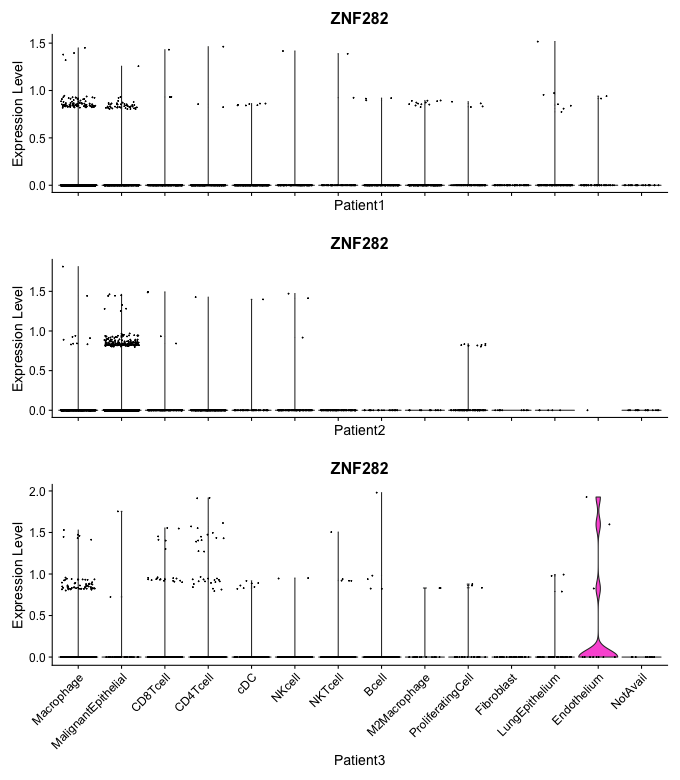 ZNF282
Expression Level
1.5
1.0
0.5
0.0
Patient1
ZNF282
Expression Level
1.5
1.0
0.5
0.0
Patient2
ZNF282
Expression Level
2.0
1.5
1.0
0.5
0.0
Macrophage
MalignantEpithelial
CD8Tcell
CD4Tcell
cDC
NKcell
NKTcell
Bcell
M2Macrophage
ProliferatingCell
Fibroblast
LungEpithelium
Endothelium
NotAvail
Patient3